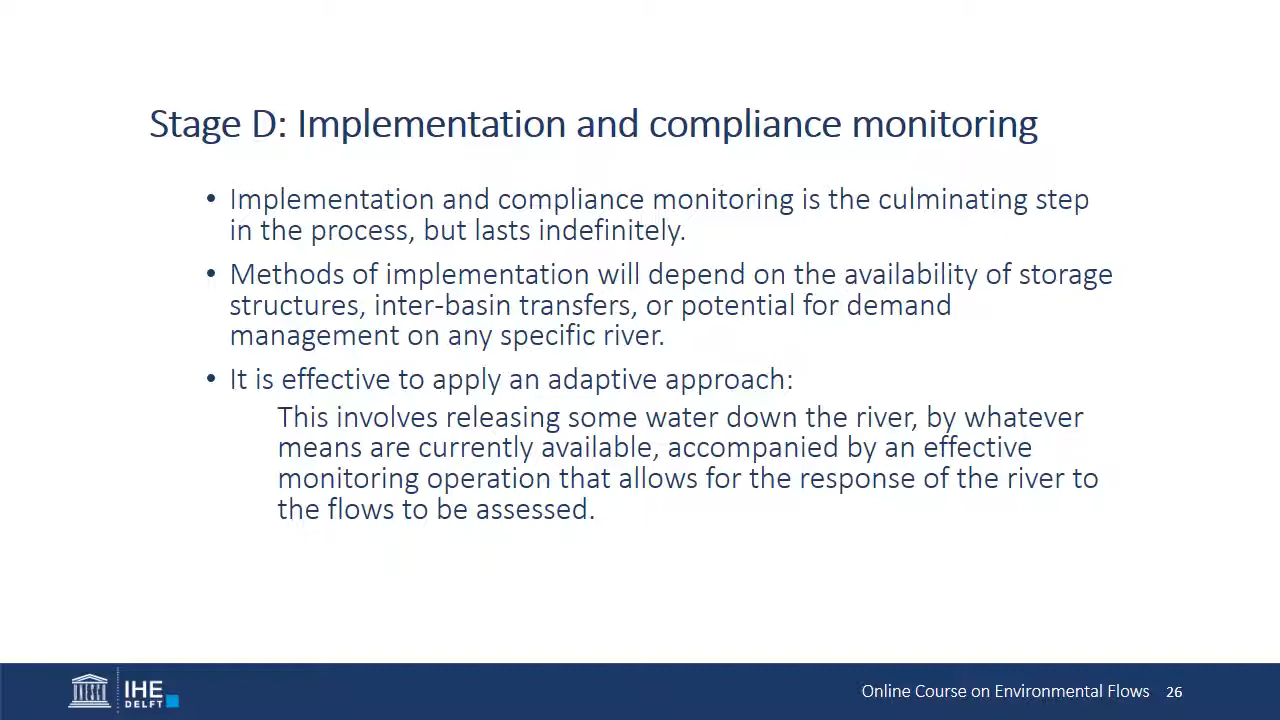 Stage D: Implementation and compliance monitoring
• Implementation and compliance monitoring is the culminating step
in the process, but lasts indefinitely.
• Methods of implementation will depend on the availability of storage
structures, inter-basin transfers, or potential for demand
management on any specific river.
• It is effective to apply an adaptive approach:
This involves releasing some water down the river, by whatever
means are currently available, accompanied by an effective
monitoring operation that allows for the response of the river to
the flows to be assessed.
UNESCO
IHE
DELFT
Online Course on Environmental Flows 26